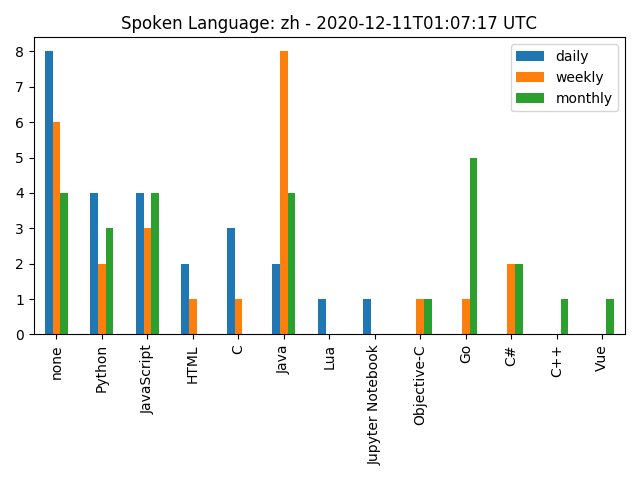 Spoken Language: zh - 2020-12-11T01:07:17 UTC
daily
weekly
monthly
8
7
6
5
4
3
2
1
0
none
Python
JavaScript
HTML
C
Java
Lua
Jupyter Notebook
Objective-C
Go
C#
C++
Vue